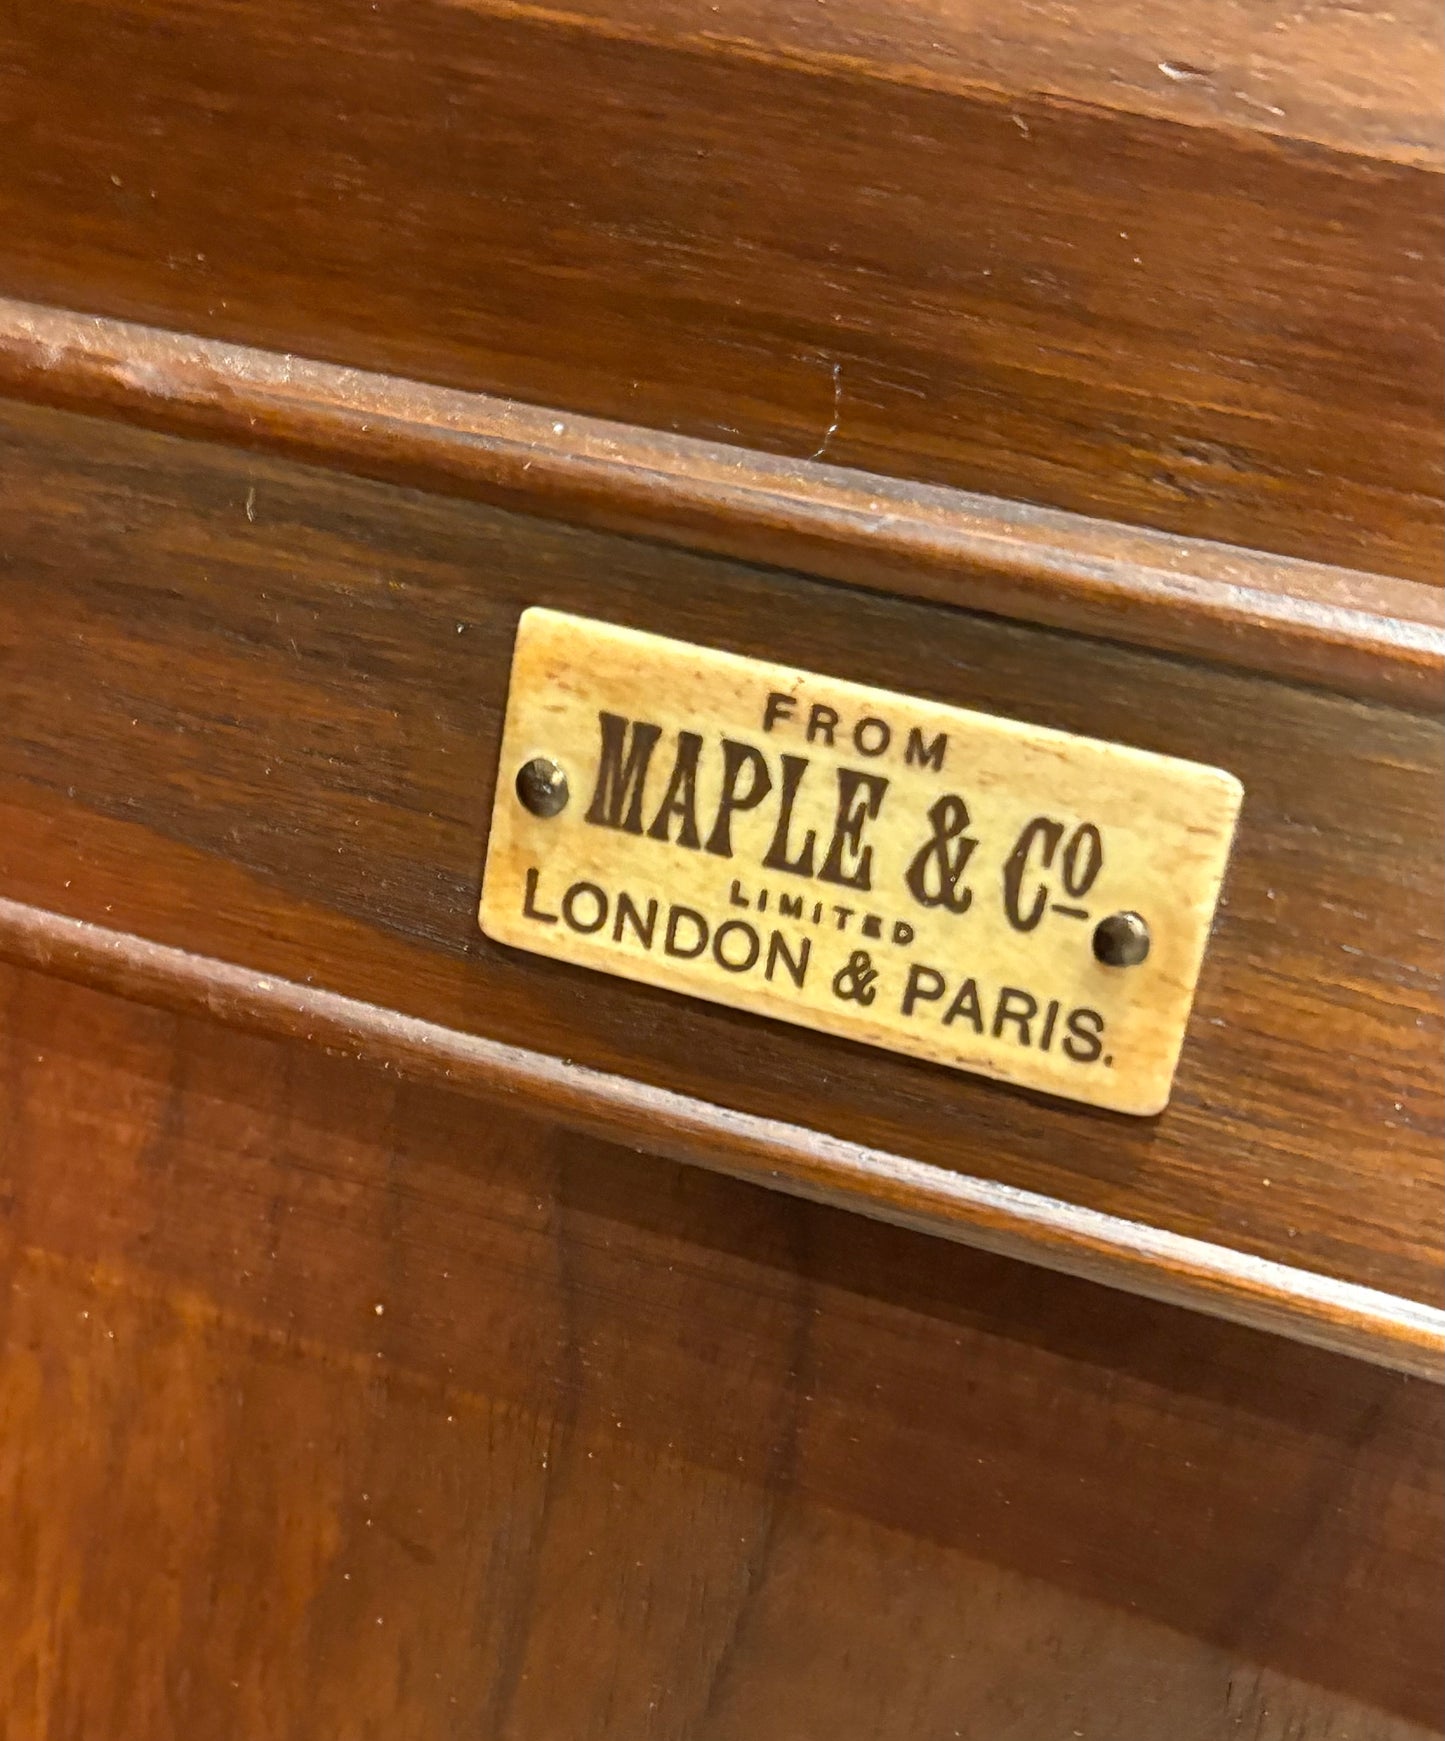 FROM
MAPLE & Cº
LIMITED
LONDON & PARIS.